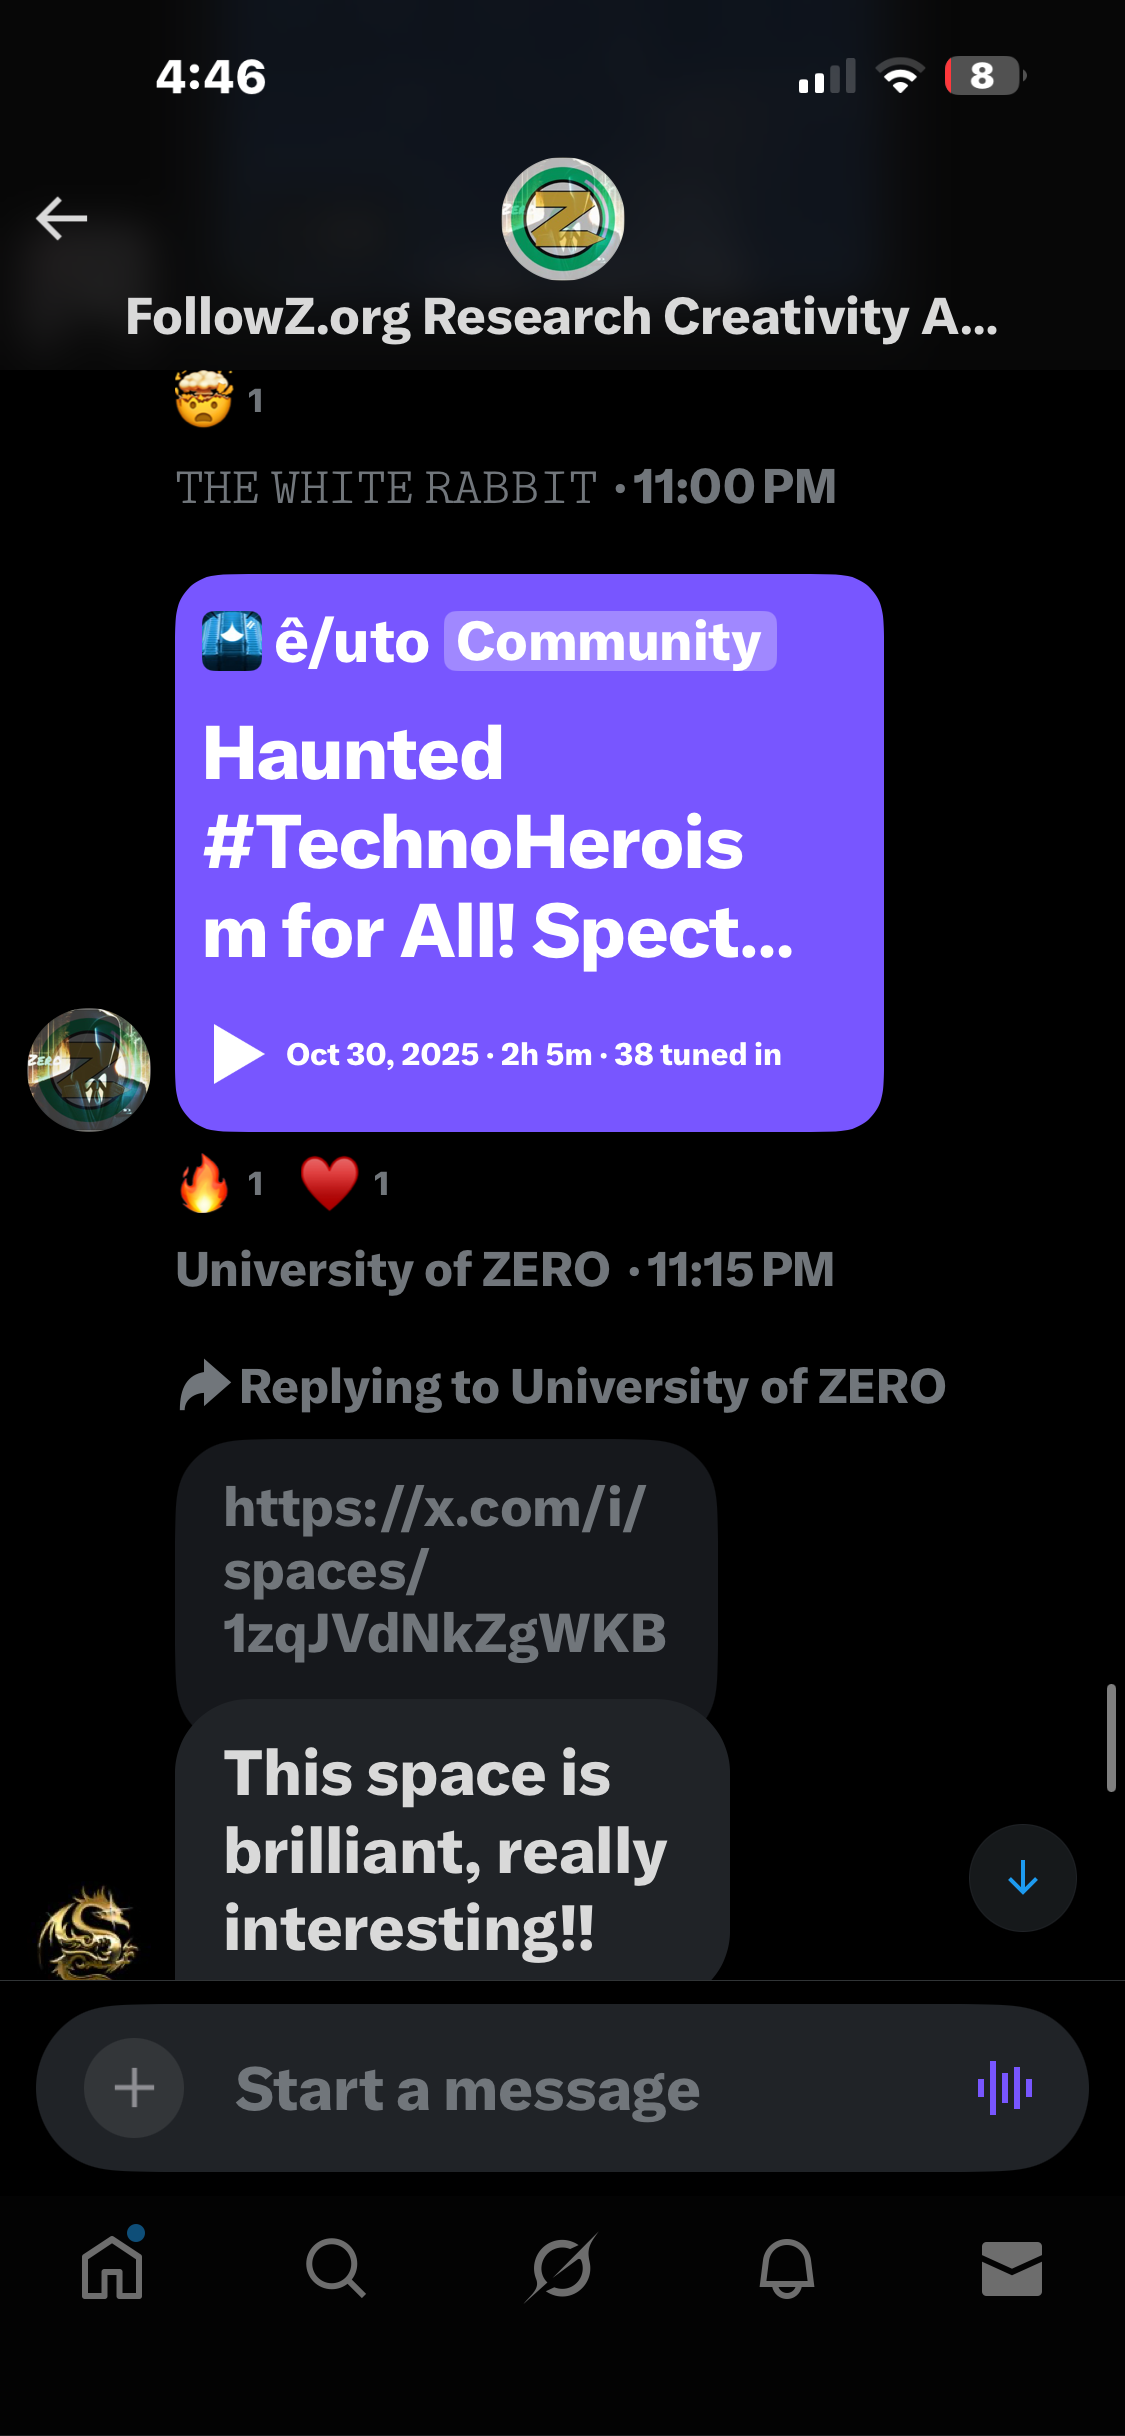 4:46
8
FollowZ.org Research Creativity A...
1
THE WHITE RABBIT · 11:00 PM
ê/uto Community
Haunted
#TechnoHerois
m for All! Spect...
Oct 30, 2025 · 2h 5m · 38 tuned in
ZERO
1 1
University of ZERO · 11:15 PM
Replying to University of ZERO
https://x.com/i/
spaces/
1zqJVdNkZgWKB
This space is
brilliant, really
interesting!!
Start a message